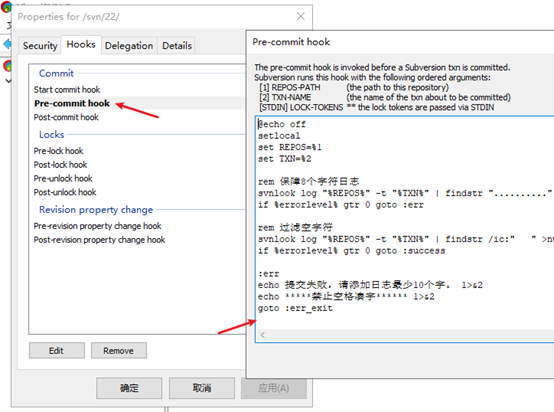 Properties for /svn/22/
Security
Hooks
Delegation
Details
Commit
Start commit hook
Pre-commit hook
Post-commit hook
Locks
Pre-lock hook
Post-lock hook
Pre-unlock hook
Post-unlock hook
Revision property change
Pre-revision property change hook
Post-revision property change hook
Edit
Remove
确定
取消
应用(A)
Pre-commit hook
The pre-commit hook is invoked before a Subversion txn is committed.
Subversion runs this hook with the following ordered arguments:
[1] REPOS-PATH (the path to this repository)
[2] TXN-NAME (the name of the txn about to be committed)
[STDIN] LOCK-TOKENS ** the lock tokens are passed via STDIN
@echo off
setlocal
set REPOS=%1
set TXN=%2
rem 保障8个字符日志
svnlook log "%REPOS%" -t "%TXN%" | findstr ".........."
if %errorlevel% gtr 0 goto :err
rem 过滤空字符
svnlook log "%REPOS%" -t "%TXN%" | findstr /ic:"   " >nu
if %errorlevel% gtr 0 goto :success
:err
echo 提交失败，请添加日志最少10个字。 1>&2
echo *****禁止空格凑字****** 1>&2
goto :err_exit